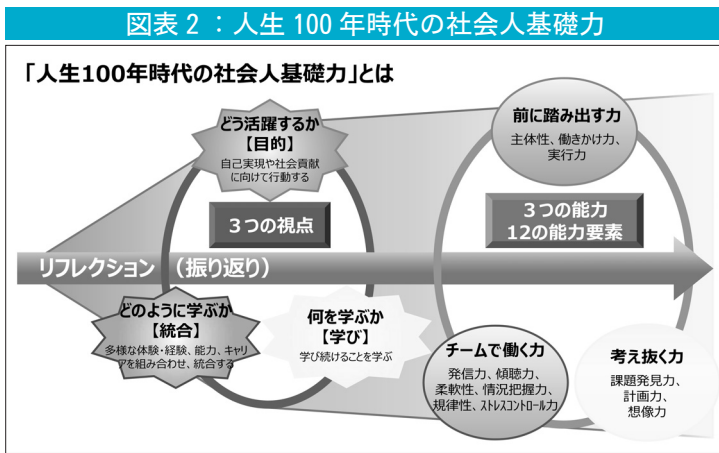 図表2：人生100年時代の社会人基礎力
「人生100年時代の社会人基礎力」とは
どう活躍するか
【目的】
自己実現や社会貢献
に向けて行動する
3つの視点
リフレクション（振り返り）
どのように学ぶか
【統合】
多様な体験・経験、能力、キャリ
アを組み合わせ、統合する
何を学ぶか
【学び】
学び続けることを学ぶ
前に踏み出す力
主体性、働きかけ力、
実行力
3つの能力
12の能力要素
チームで働く力
発信力、傾聴力、
柔軟性、情況把握力、
規律性、ストレスコントロール力
考え抜く力
課題発見力、
計画力、
想像力